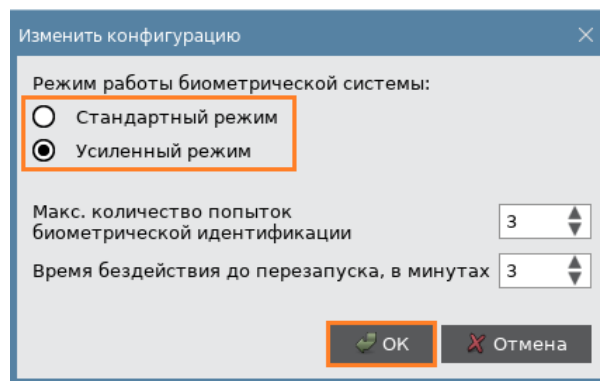 Изменить конфигурацию
Режим работы биометрической системы:
Стандартный режим
Усиленный режим
Макс. количество попыток
биометрической идентификации 3
Время бездействия до перезапуска, в минутах 3
ОК Отмена